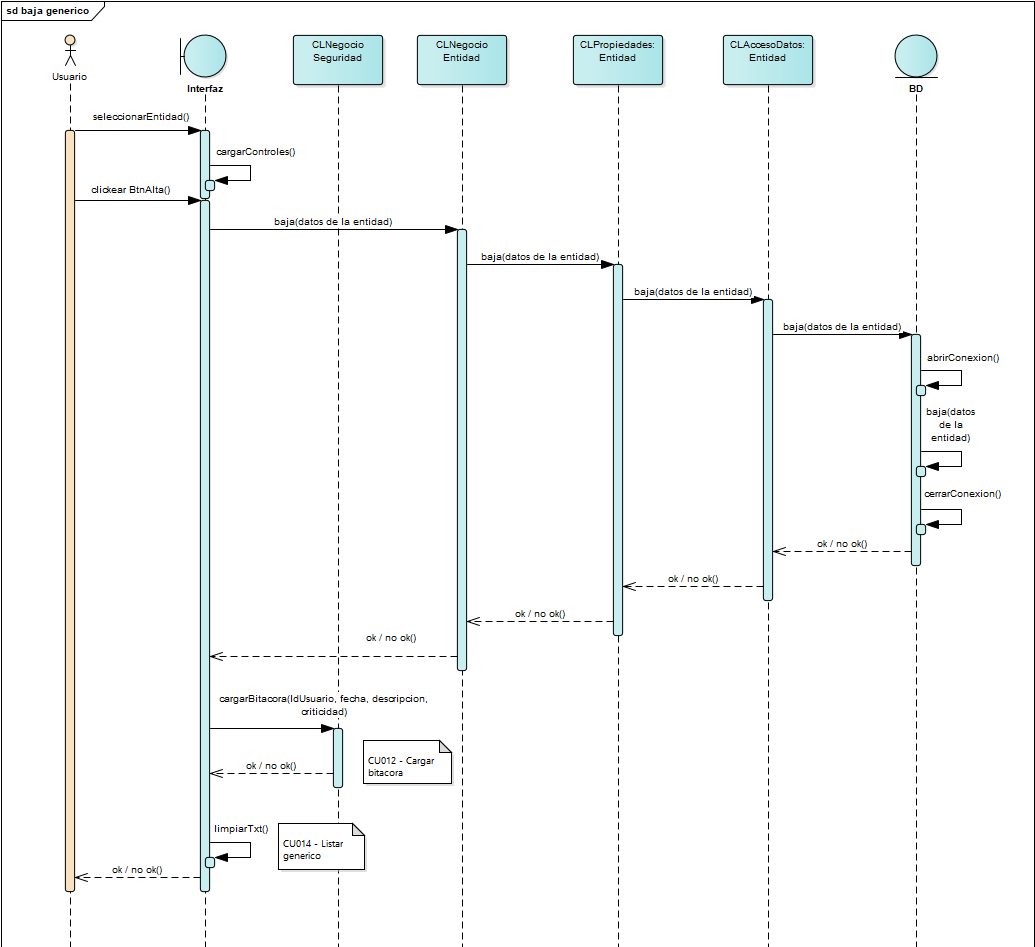 sd baja generico
Usuario
Interfaz
CLNegocio
Seguridad
CLNegocio
Entidad
CLPropiedades:
Entidad
CLAccesoDatos:
Entidad
BD
seleccionarEntidad()
cargarControles()
clickear BtnAlta()
baja(datos de la entidad)
baja(datos de la entidad)
baja(datos de la entidad)
baja(datos de la entidad)
abrirConexion()
baja(datos
de la
entidad)
cerrarConexion()
ok / no ok()
ok / no ok()
ok / no ok()
ok / no ok()
cargarBitacora(IdUsuario, fecha, descripcion,
criticidad)
CU012 - Cargar
bitacora
ok / no ok()
limpiarTxt()
CU014 - Listar
generico
ok / no ok()